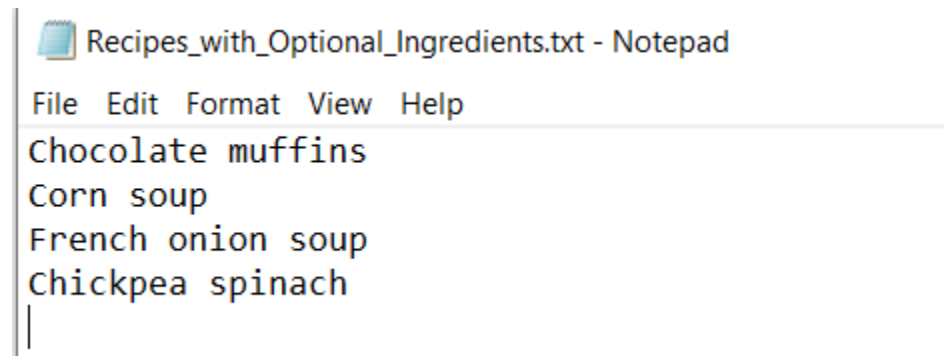 Recipes_with_Optional_Ingredients.txt - Notepad
File Edit Format View Help
Chocolate muffins
Corn soup
French onion soup
Chickpea spinach